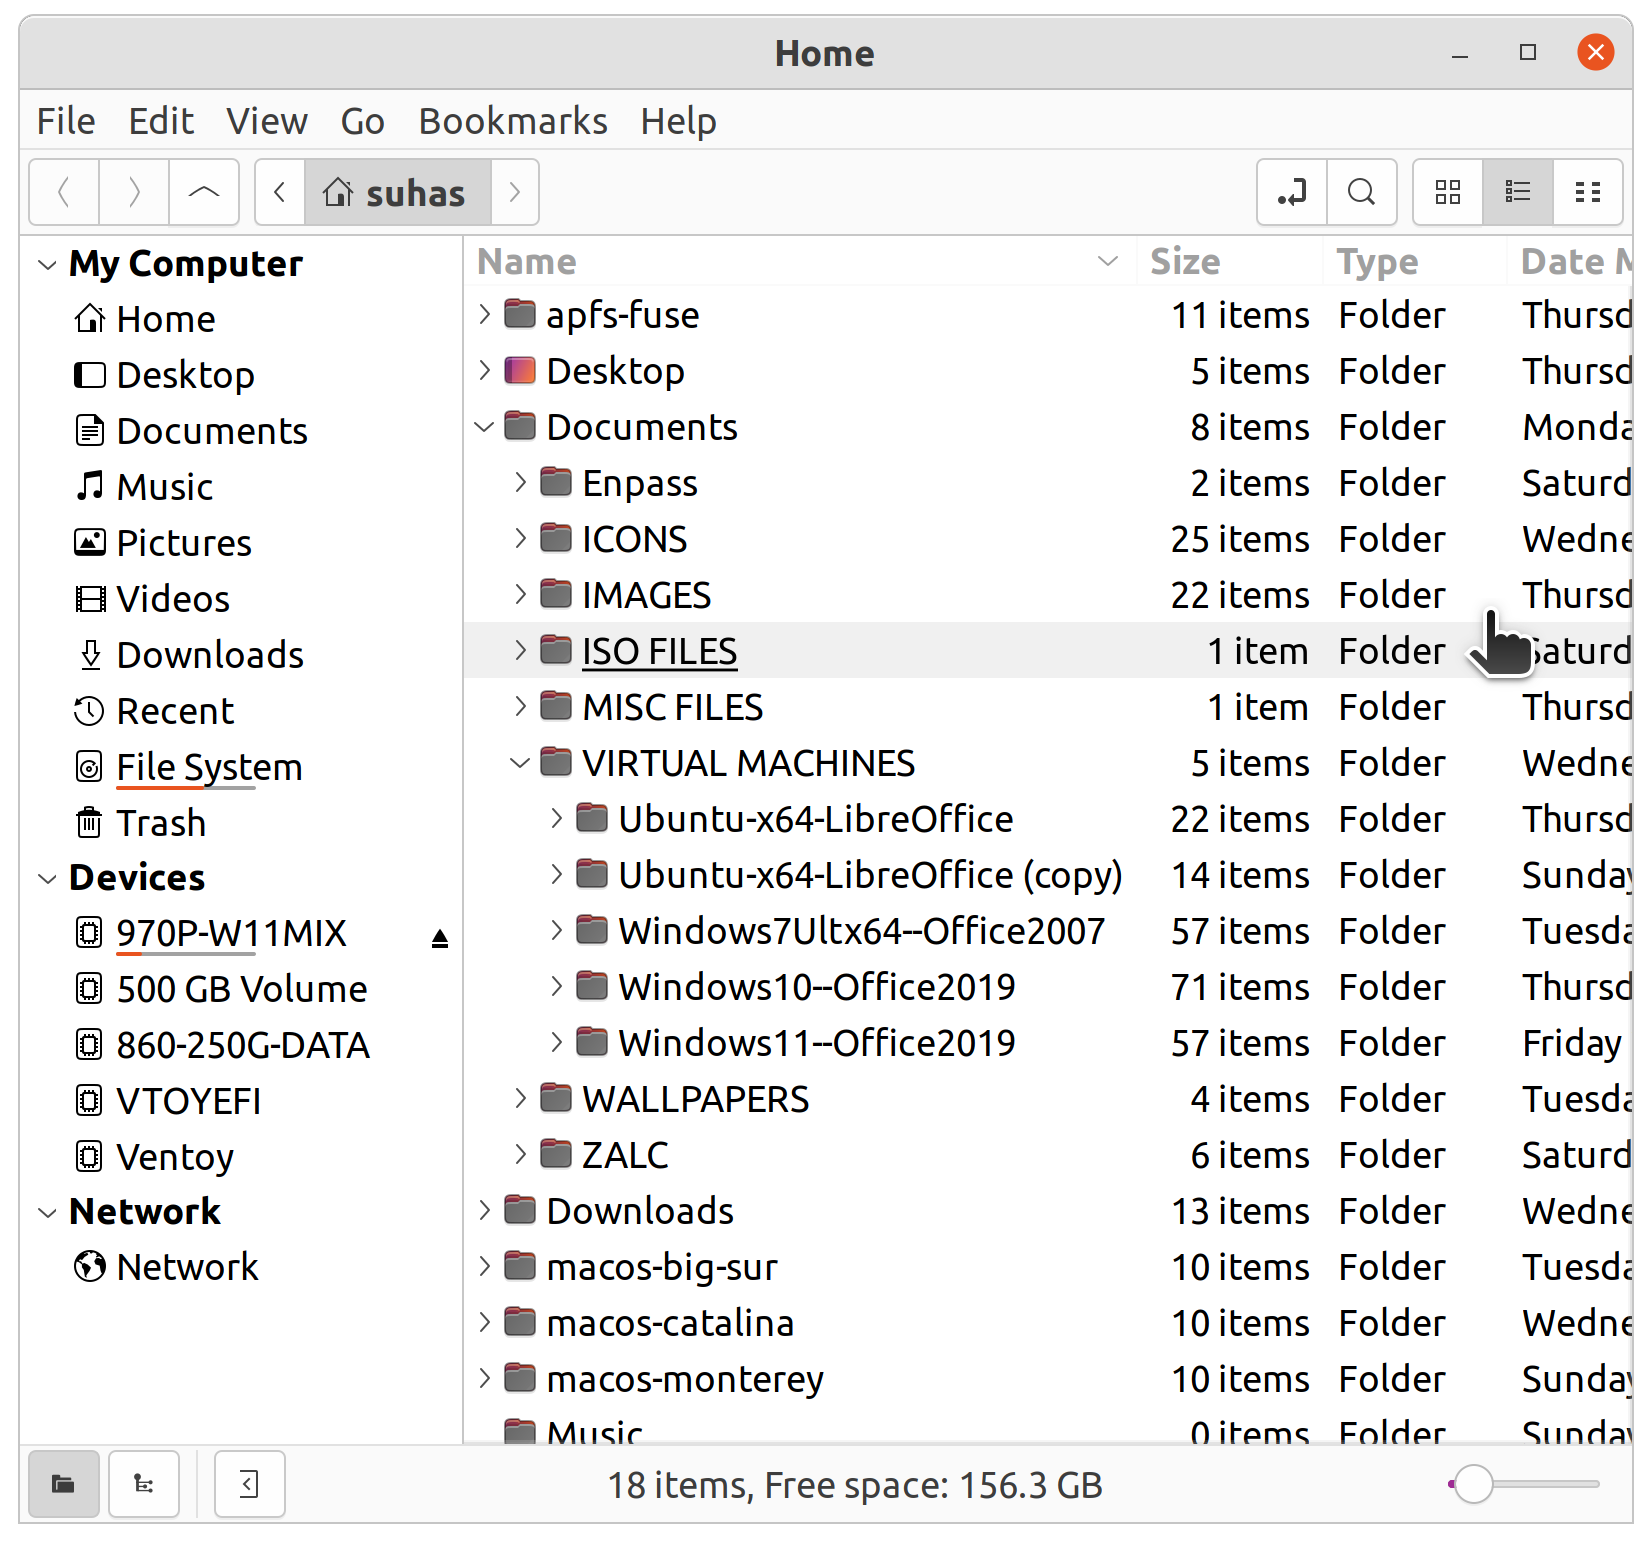 Home
File Edit View Go Bookmarks Help
suhas
My Computer
Home
Desktop
Documents
Music
Pictures
Videos
Downloads
Recent
File System
Trash
Devices
970P-W11MIX
500 GB Volume
860-250G-DATA
VTOYEFI
Ventoy
Network
Network
Name Size Type Date M
apfs-fuse 11 items Folder Thursd
Desktop 5 items Folder Thursd
Documents 8 items Folder Monda
Enpass 2 items Folder Saturd
ICONS 25 items Folder Wedne
IMAGES 22 items Folder Thursd
ISO FILES 1 item Folder Saturd
MISC FILES 1 item Folder Thursd
VIRTUAL MACHINES 5 items Folder Wedne
Ubuntu-x64-LibreOffice 22 items Folder Thursd
Ubuntu-x64-LibreOffice (copy) 14 items Folder Sunday
Windows7Ultx64--Office2007 57 items Folder Tuesda
Windows10--Office2019 71 items Folder Thursd
Windows11--Office2019 57 items Folder Friday
WALLPAPERS 4 items Folder Tuesda
ZALC 6 items Folder Saturd
Downloads 13 items Folder Wedne
macos-big-sur 10 items Folder Tuesda
macos-catalina 10 items Folder Wedne
macos-monterey 10 items Folder Sunday
Music 0 items Folder Sunday
18 items, Free space: 156.3 GB